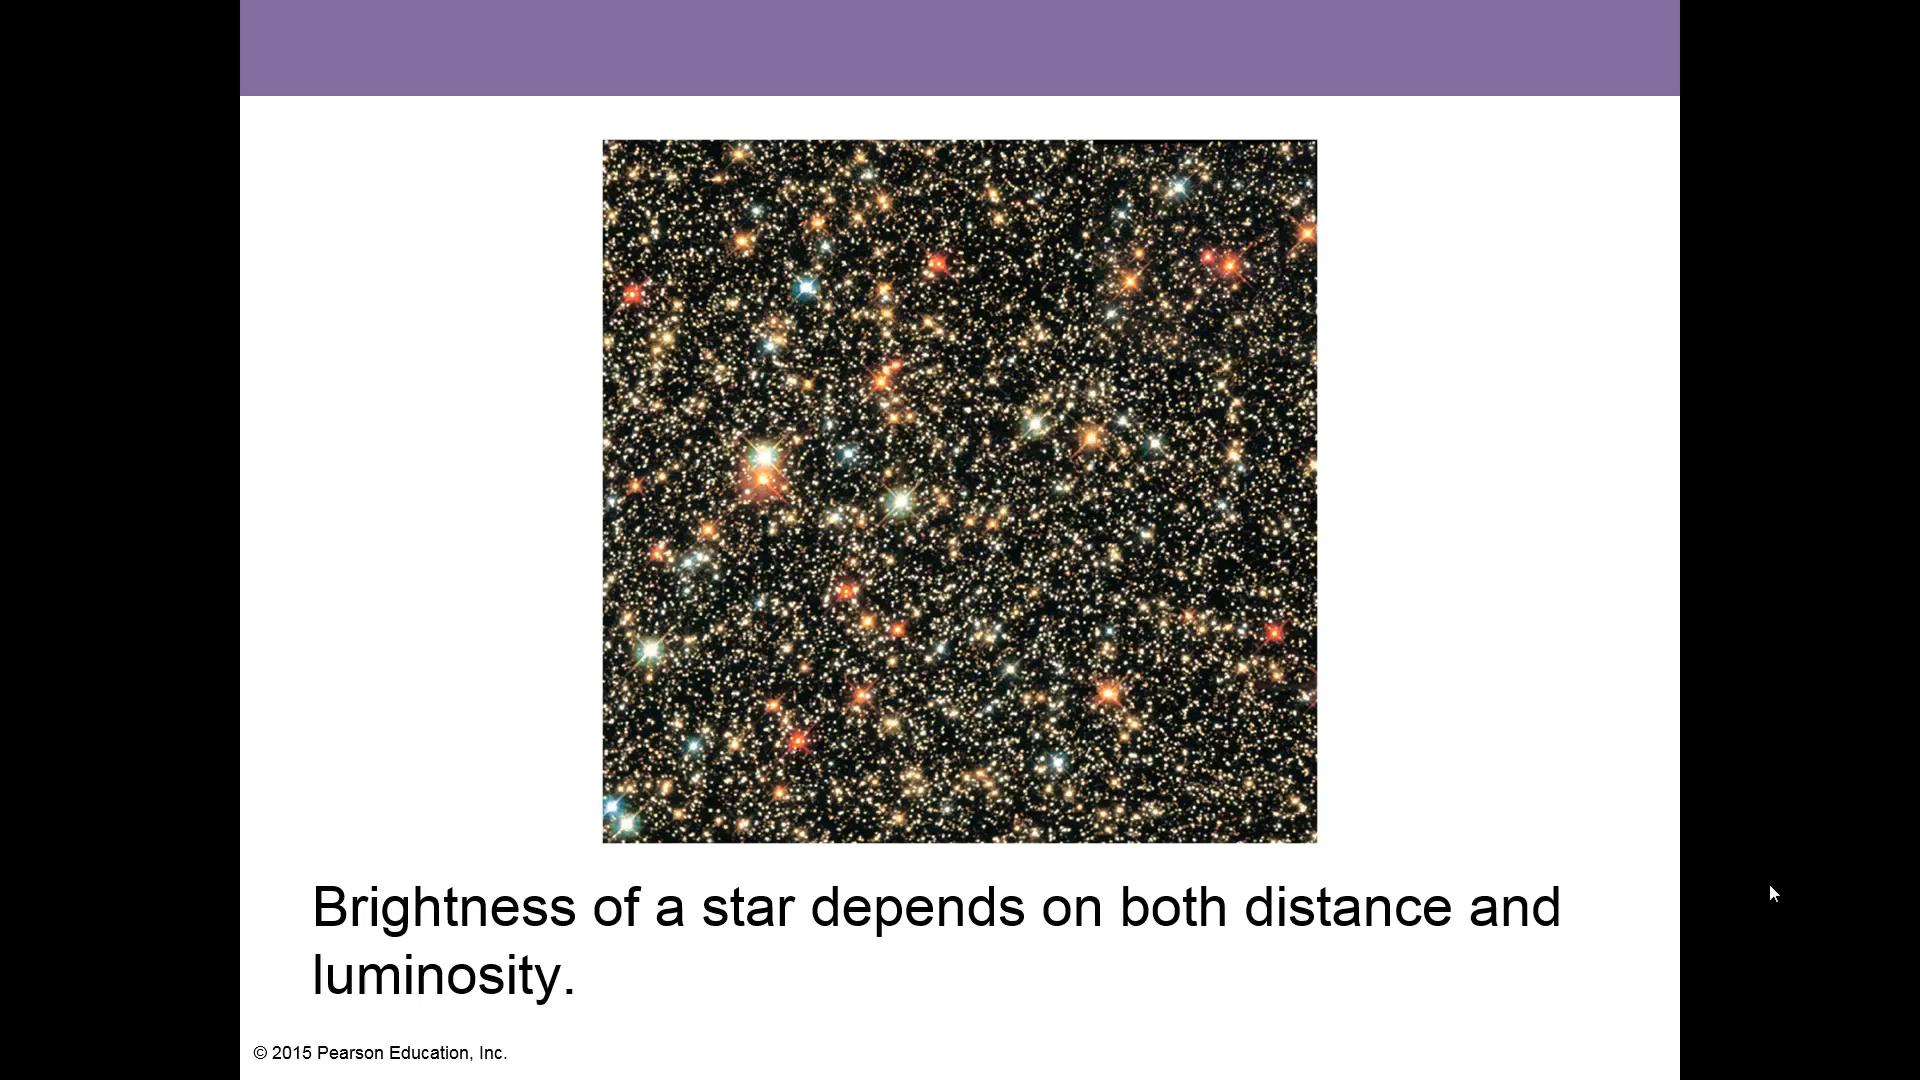 Brightness of a star depends on both distance and
luminosity.
© 2015 Pearson Education, Inc.